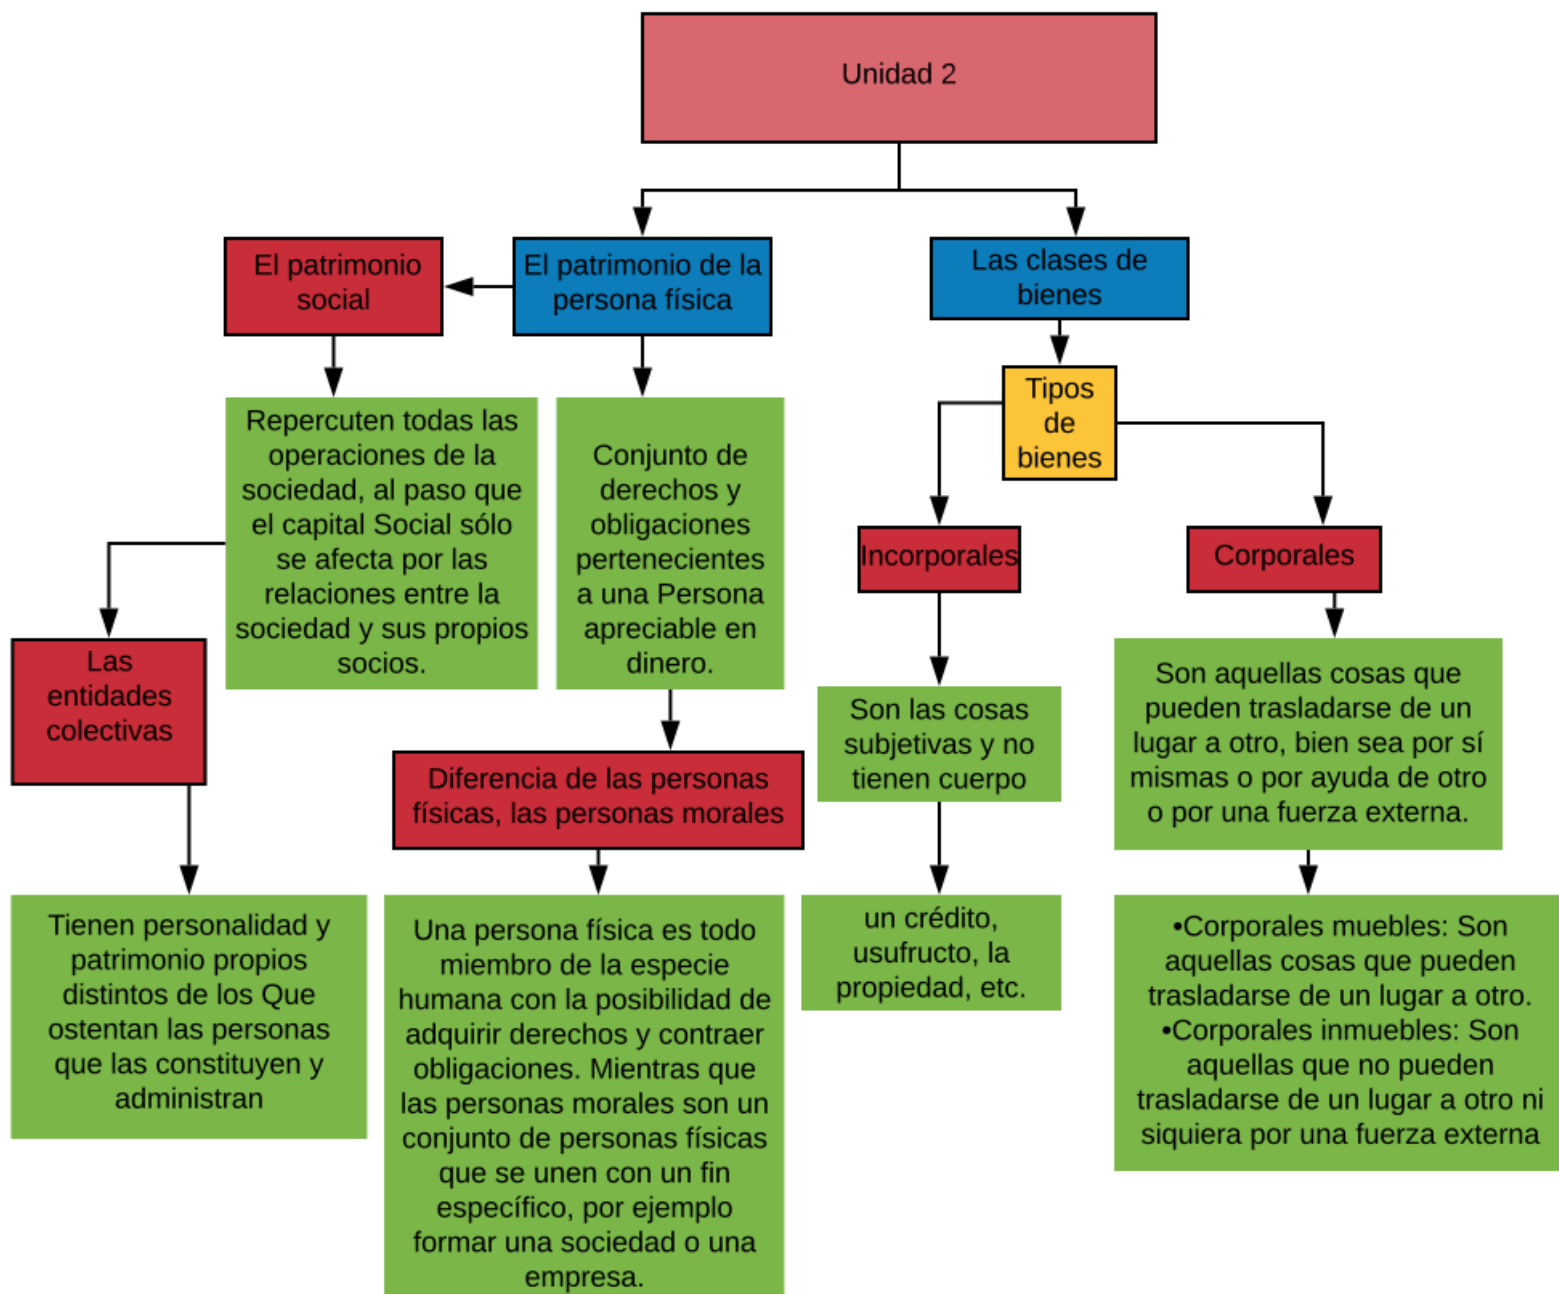 Unidad 2
El patrimonio
social
El patrimonio de la
persona física
Las clases de
bienes
Tipos
de
bienes
Repercuten todas las
operaciones de la
sociedad, al paso que
el capital Social sólo
se afecta por las
relaciones entre la
sociedad y sus propios
socios.
Conjunto de
derechos y
obligaciones
pertenecientes
a una Persona
apreciable en
dinero.
Incorporales
Corporales
Las
entidades
colectivas
Diferencia de las personas
físicas, las personas morales
Son las cosas
subjetivas y no
tienen cuerpo
Son aquellas cosas que
pueden trasladarse de un
lugar a otro, bien sea por sí
mismas o por ayuda de otro
o por una fuerza externa.
Tienen personalidad y
patrimonio propios
distintos de los Que
ostentan las personas
que las constituyen y
administran
Una persona física es todo
miembro de la especie
humana con la posibilidad de
adquirir derechos y contraer
obligaciones. Mientras que
las personas morales son un
conjunto de personas físicas
que se unen con un fin
específico, por ejemplo
formar una sociedad o una
empresa.
un crédito,
usufructo, la
propiedad, etc.
•Corporales muebles: Son
aquellas cosas que pueden
trasladarse de un lugar a otro.
•Corporales inmuebles: Son
aquellas que no pueden
trasladarse de un lugar a otro ni
siquiera por una fuerza externa